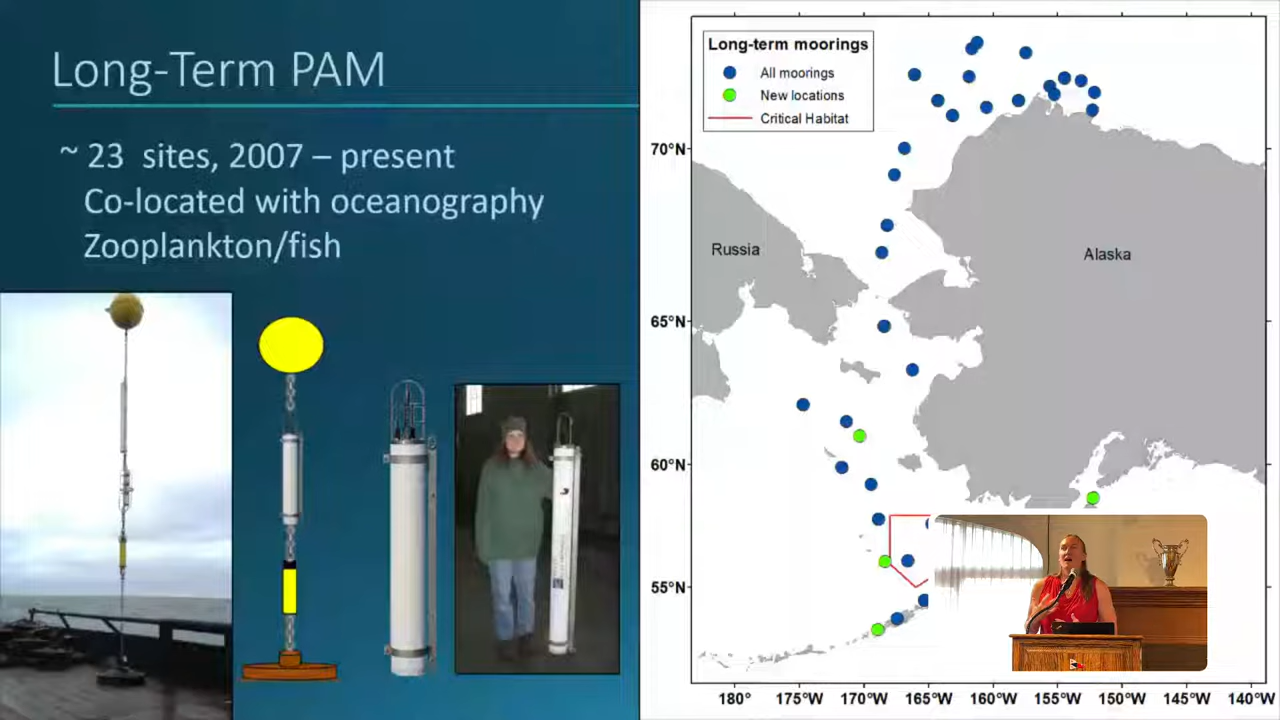 Long-Term PAM
~ 23 sites, 2007 – present
Co-located with oceanography
Zooplankton/fish
Long-term moorings
All moorings
New locations
Critical Habitat
70°N
65°N
60°N
55°N
Russia
Alaska
180°
175°W
170°W
165°W
160°W
155°W
150°W
145°W
140°W